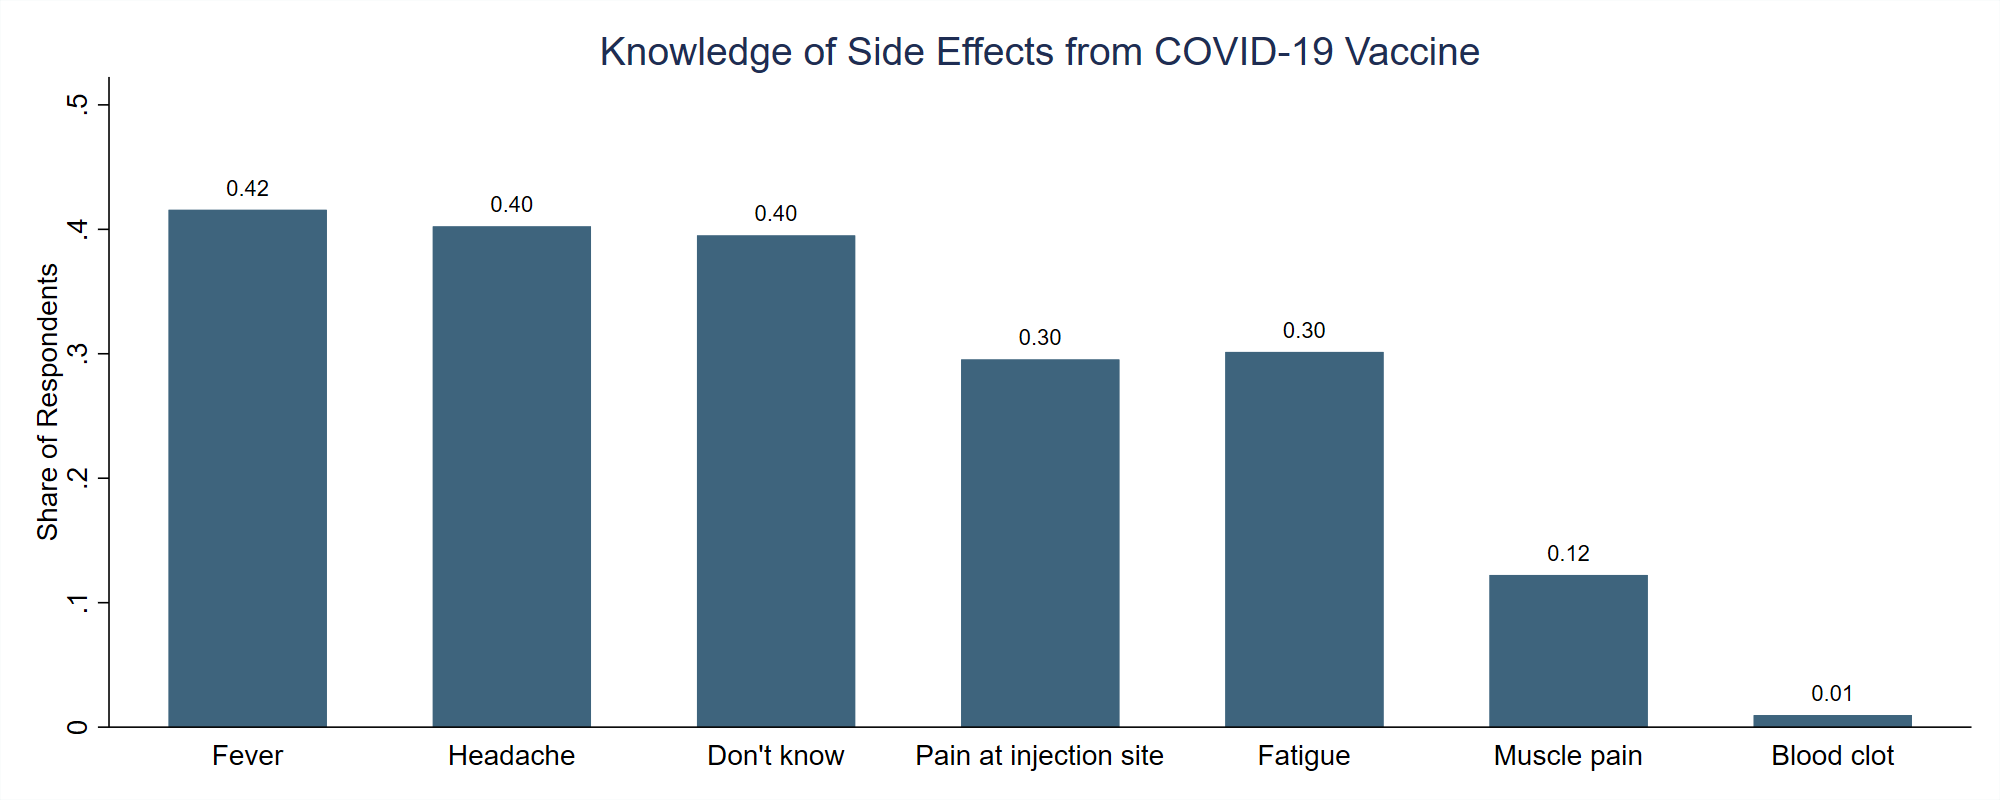 Knowledge of Side Effects from COVID-19 Vaccine
Share of Respondents
.5
.4
.3
.2
.1
0
0.42
0.40
0.40
0.30
0.30
0.12
0.01
Fever
Headache
Don't know
Pain at injection site
Fatigue
Muscle pain
Blood clot